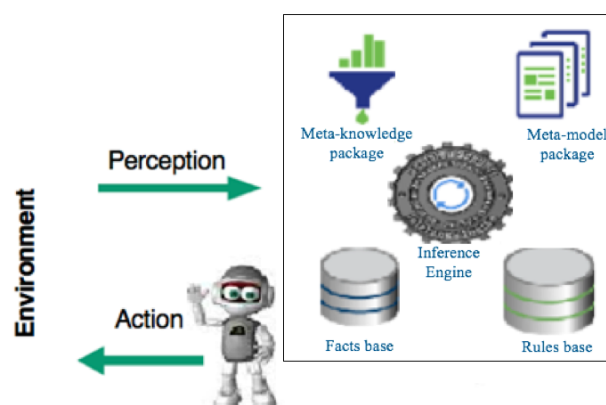 Meta-knowledge
package
Meta-model
package
Perception
Environment
Inference
Engine
Action
Facts base
Rules base